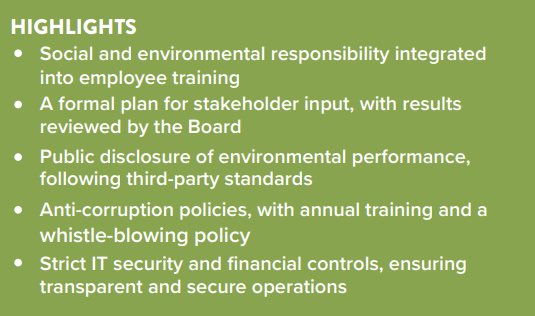 HIGHLIGHTS
• Social and environmental responsibility integrated
into employee training
• A formal plan for stakeholder input, with results
reviewed by the Board
• Public disclosure of environmental performance,
following third-party standards
• Anti-corruption policies, with annual training and a
whistle-blowing policy
• Strict IT security and financial controls, ensuring
transparent and secure operations